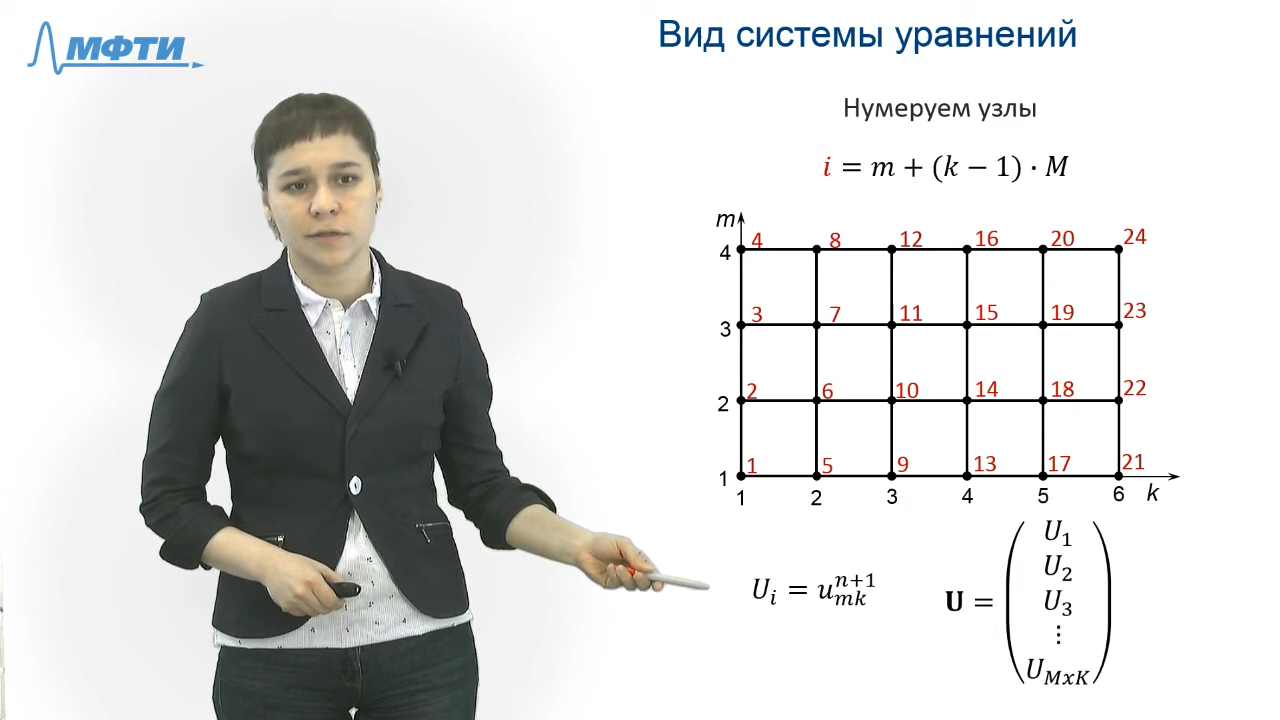 МФТИ
Вид системы уравнений
Нумеруем узлы
i = m + (k − 1) · M
m
4 4 8 12 16 20 24
3 3 7 11 15 19 23
2 2 6 10 14 18 22
1 1 5 9 13 17 21
1 2 3 4 5 6 k
U_i = u_{mk}^{n+1}
U = (U_1
U_2
U_3
⋮
U_{MxK})